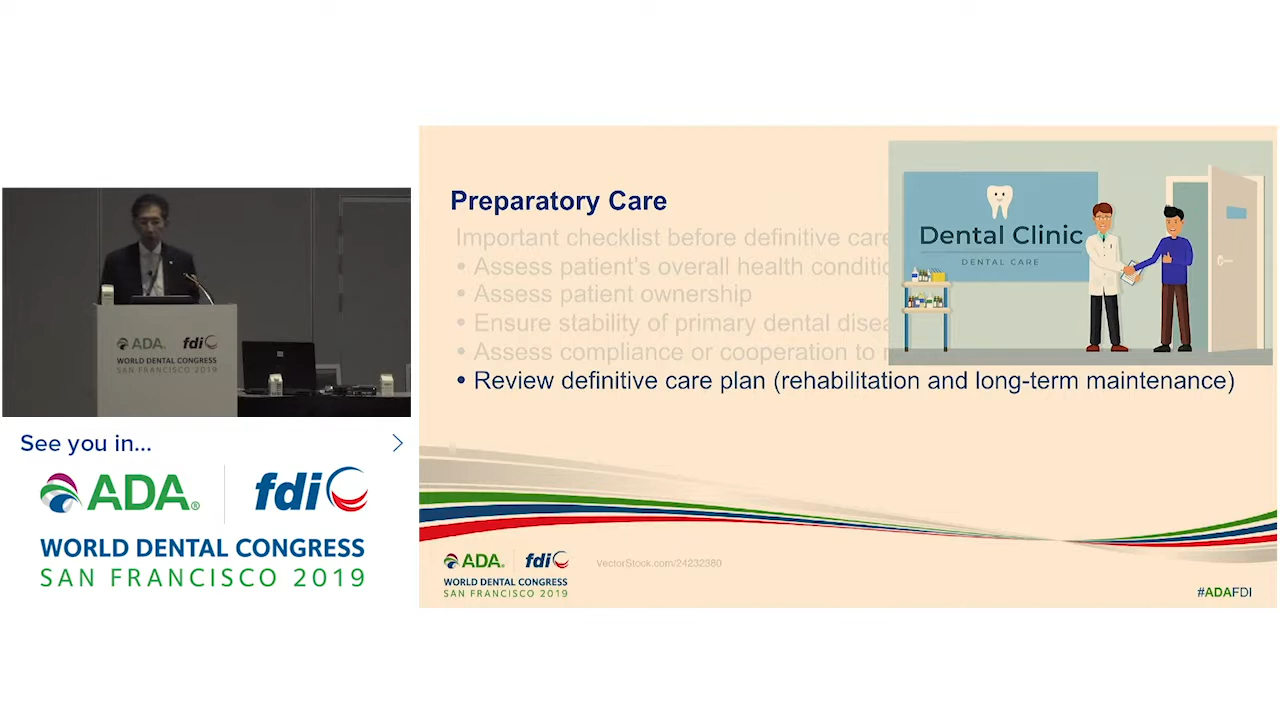 ADA. fdi
WORLD DENTAL CONGRESS
SAN FRANCISCO 2019
See you in...
ADA® fdi
WORLD DENTAL CONGRESS
SAN FRANCISCO 2019
Preparatory Care
Important checklist before definitive care
• Assess patient's overall health
• Assess patient ownership
• Ensure stability of primary dental
• Assess compliance or cooperation to
• Review definitive care plan (rehabilitation and long-term maintenance)
Dental Clinic
DENTAL CARE
ADA. fdi
WORLD DENTAL CONGRESS
SAN FRANCISCO 2019
VectorStock.com/24232380
#ADAFDI